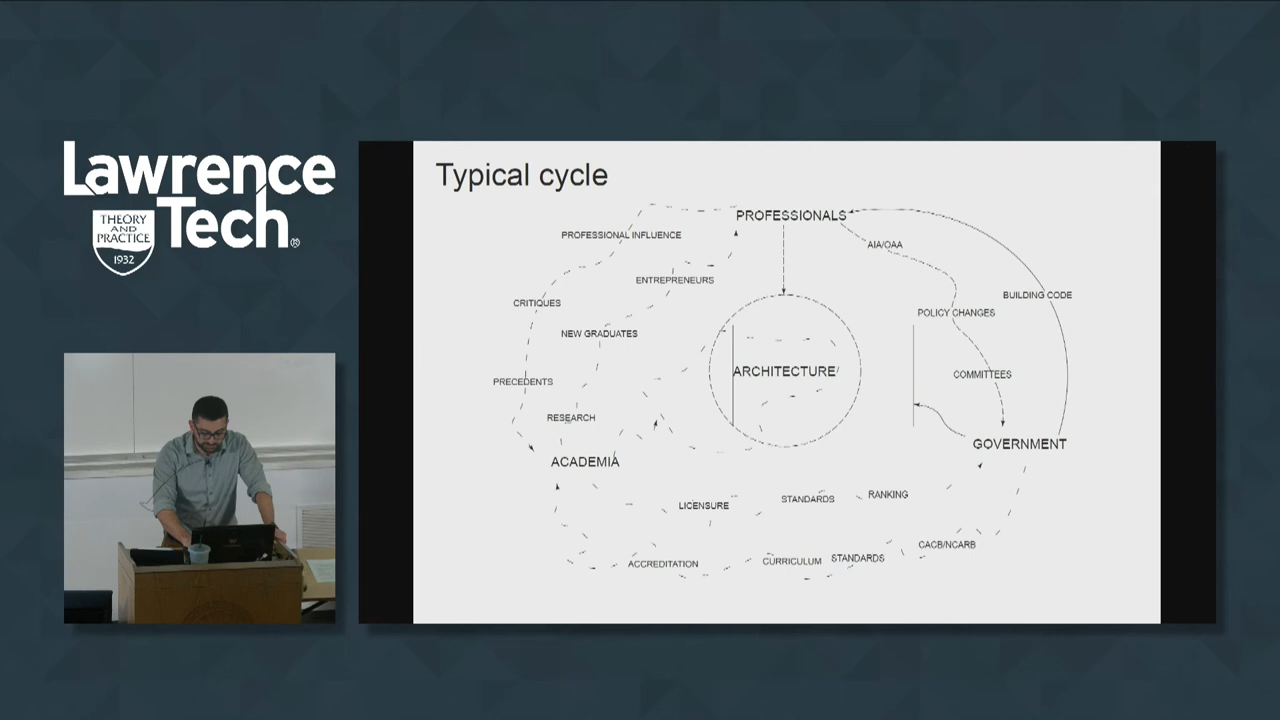 Lawrence
Tech®
THEORY
AND
PRACTICE
1932
Typical cycle
PROFESSIONALS
PROFESSIONAL INFLUENCE
AIA/OAA
ENTREPRENEURS
BUILDING CODE
CRITIQUES
POLICY CHANGES
NEW GRADUATES
ARCHITECTURE/
COMMITTEES
PRECEDENTS
RESEARCH
GOVERNMENT
ACADEMIA
LICENSURE
STANDARDS
RANKING
CACB/NCARB
ACCREDITATION
CURRICULUM
STANDARDS